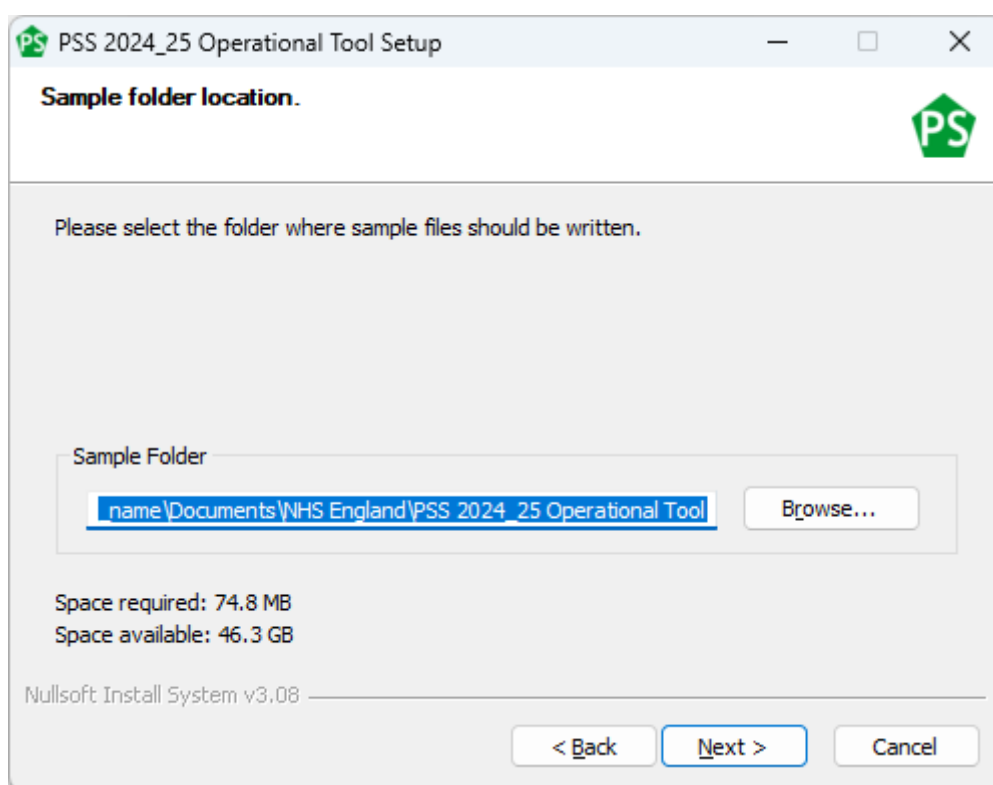 PS PSS 2024_25 Operational Tool Setup
Sample folder location.
PS
Please select the folder where sample files should be written.
Sample Folder
_name\Documents\NHS England\PSS 2024_25 Operational Tool
Browse...
Space required: 74.8 MB
Space available: 46.3 GB
Nullsoft Install System v3.08
< Back
Next >
Cancel